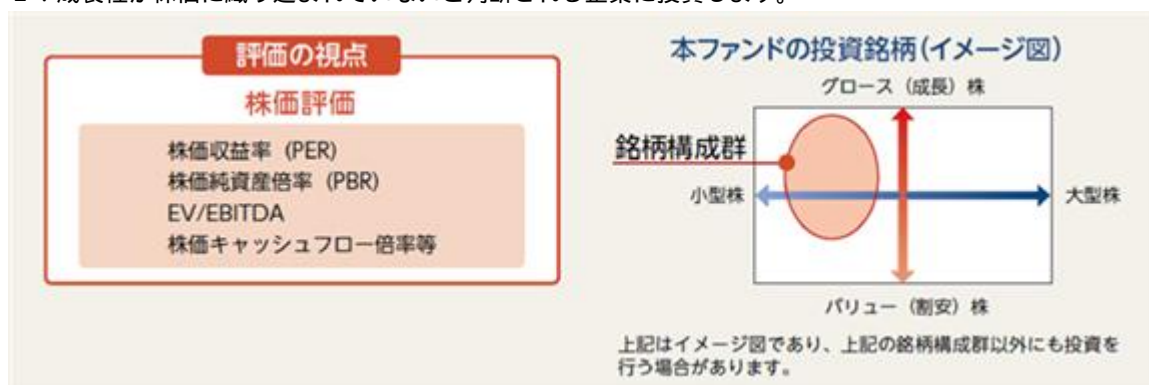 評価の視点
株価評価
株価収益率（PER）
株価純資産倍率（PBR）
EV/EBITDA
株価キャッシュフロー倍率等
本ファンドの投資銘柄（イメージ図）
グロース（成長）株
銘柄構成群
小型株
大型株
バリュー（割安）株
上記はイメージ図であり、上記の銘柄構成群以外にも投資を
行う場合があります。